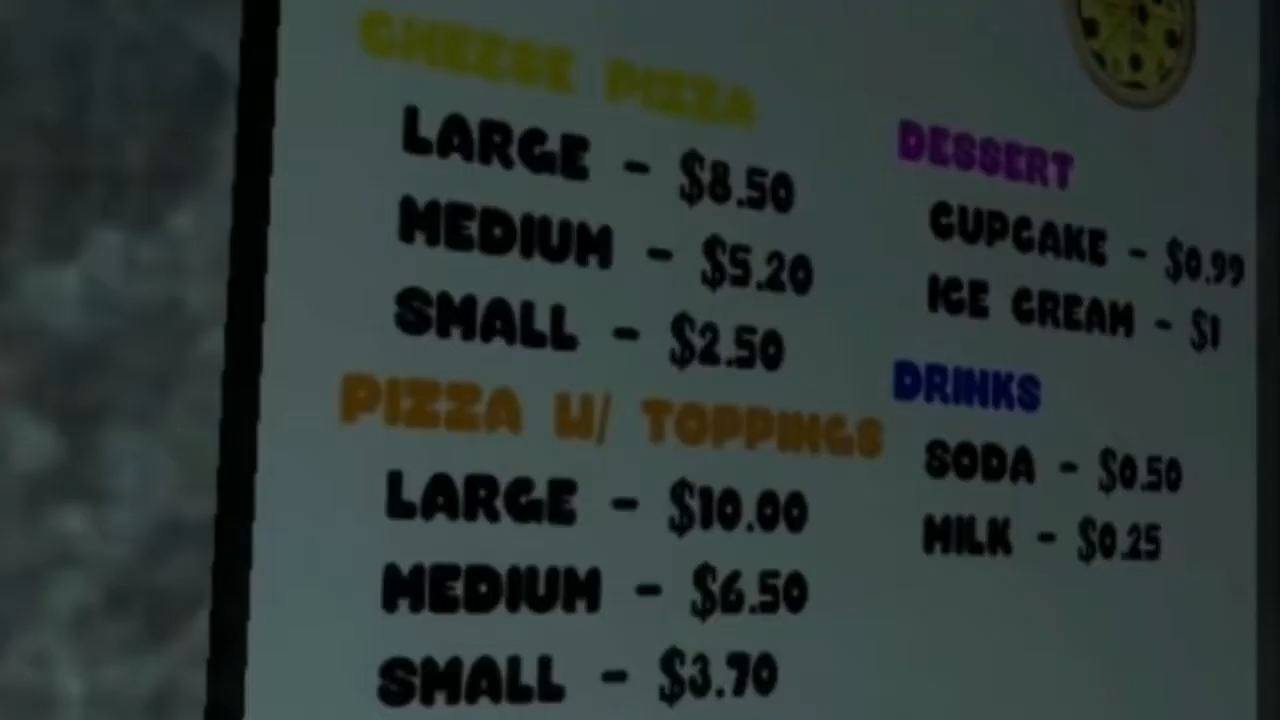 CHEESE PIZZA
LARGE - $8.50
MEDIUM - $5.20
SMALL - $2.50
PIZZA W/ TOPPINGS
LARGE - $10.00
MEDIUM - $6.50
SMALL - $3.70
DESSERT
CUPCAKE - $0.99
ICE CREAM - $1
DRINKS
SODA - $0.50
MILK - $0.25